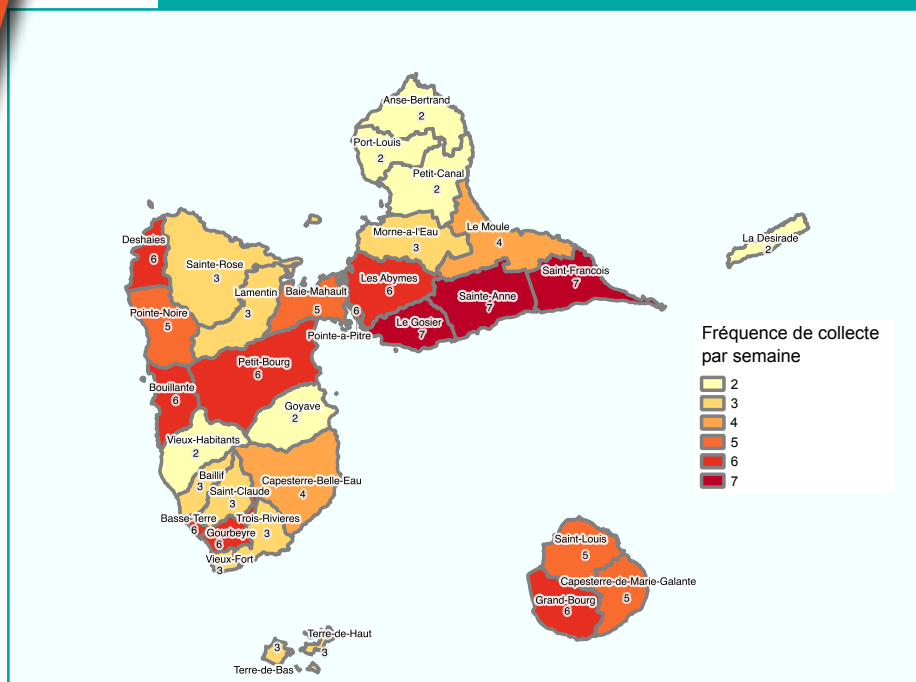 Anse-Bertrand
2
Port-Louis
2
Petit-Canal
2
Le Moule
4
Morne-a-l'Eau
3
La Desirade
2
Deshaies
6
Sainte-Rose
3
Les Abymes
6
Saint-Francois
7
Sainte-Anne
7
Lamentin
3
Baie-Mahault
5
6
Pointe-a-Pitre
Le Gosier
7
Pointe-Noire
5
Petit-Bourg
6
Bouillante
6
Goyave
2
Vieux-Habitants
2
Baillif
3
Saint-Claude
3
Capesterre-Belle-Eau
4
Basse-Terre
6
Gourbeyre
6
Trois-Rivieres
3
Vieux-Fort
3
Saint-Louis
5
Capesterre-de-Marie-Galante
5
Grand-Bourg
6
Terre-de-Haut
3
3
Terre-de-Bas
Fréquence de collecte
par semaine
2
3
4
5
6
7